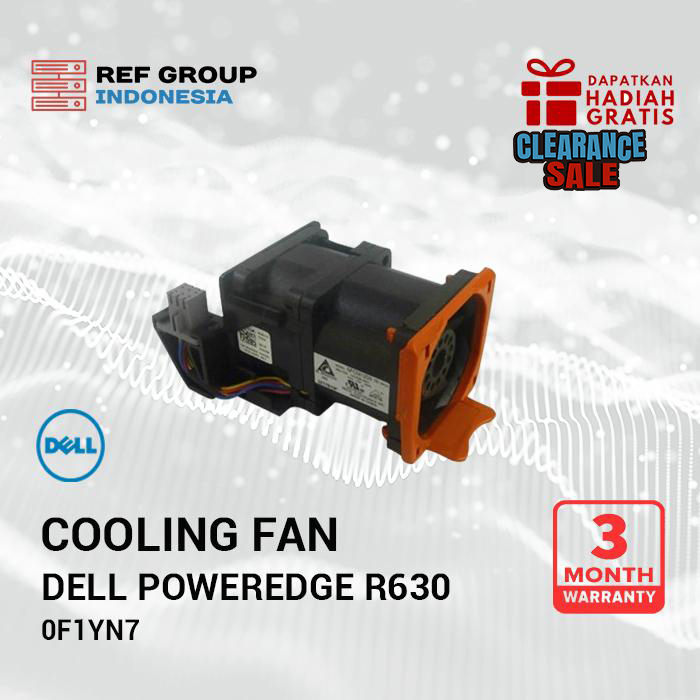 REF GROUP
INDONESIA
DAPATKAN
HADIAH
GRATIS
CLEARANCE
SALE
DELL
COOLING FAN
DELL POWEREDGE R630
0F1YN7
3
MONTH
WARRANTY